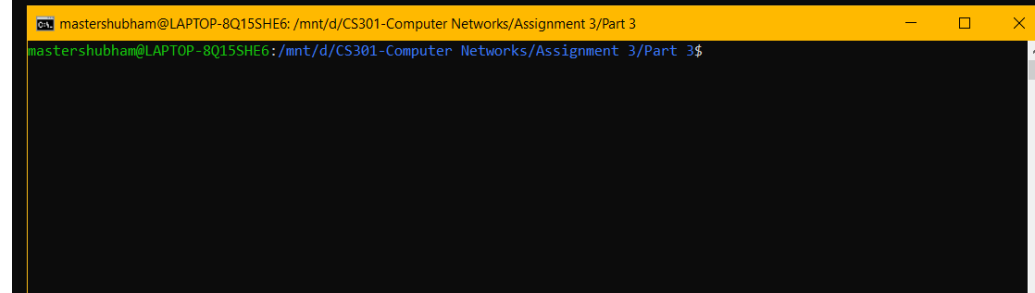 mastershubham@LAPTOP-8Q15SHE6: /mnt/d/CS301-Computer Networks/Assignment 3/Part 3
mastershubham@LAPTOP-8Q15SHE6:/mnt/d/CS301-Computer Networks/Assignment 3/Part 3$